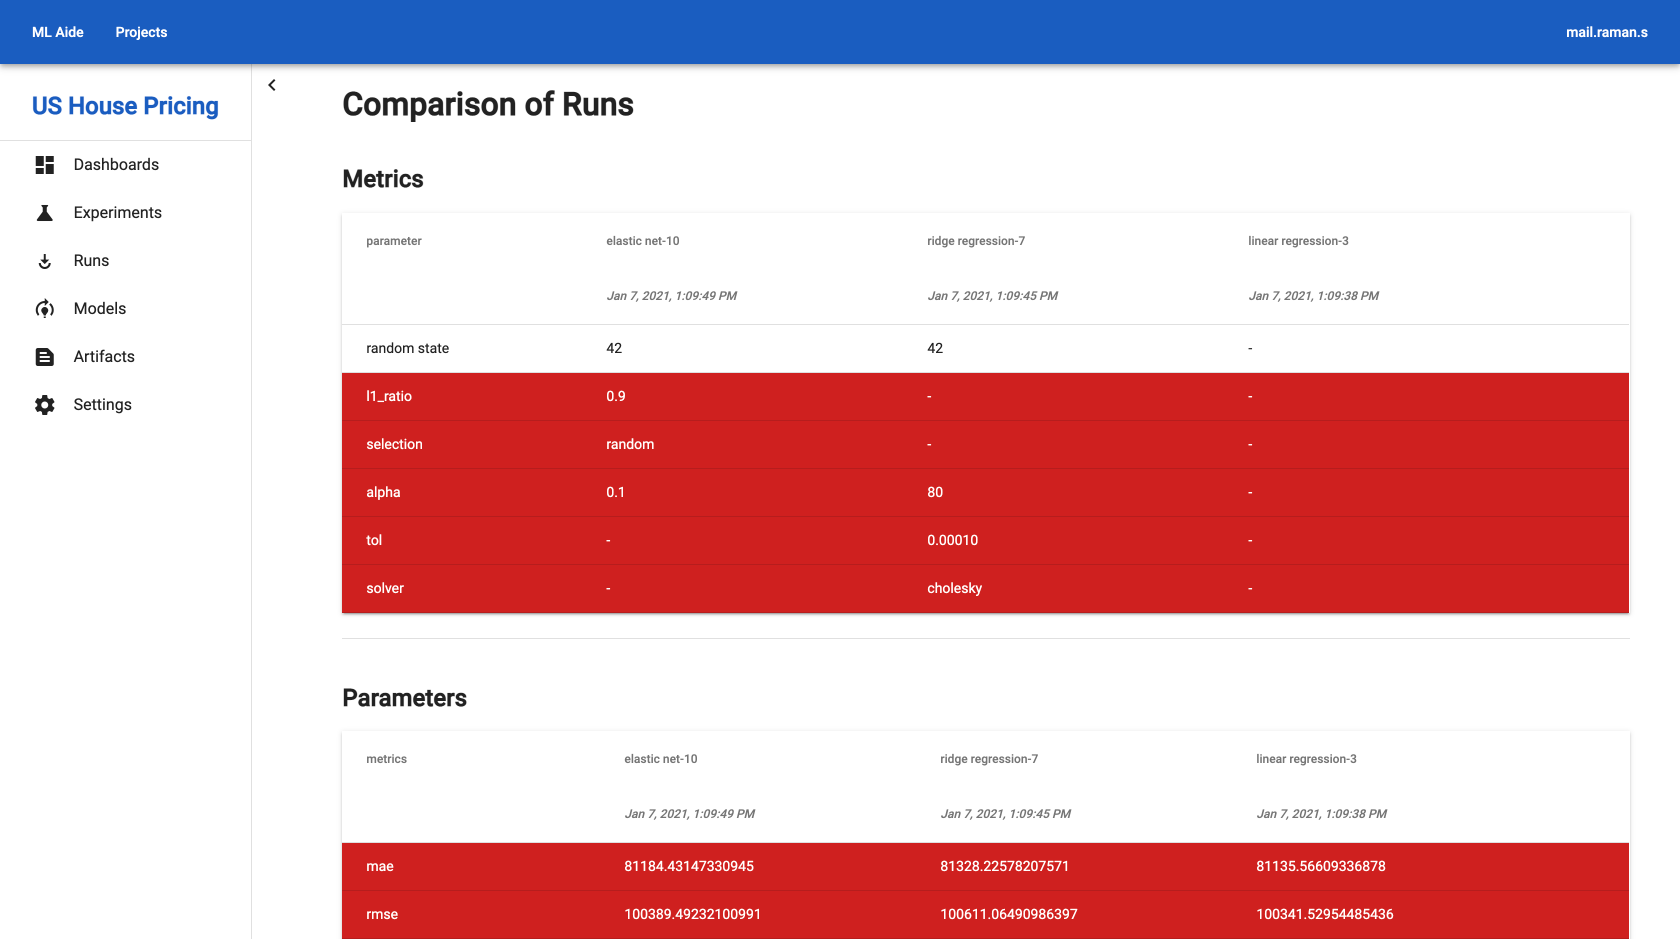 ML Aide Projects mail.raman.s
US House Pricing
Dashboards
Experiments
Runs
Models
Artifacts
Settings
Comparison of Runs
Metrics
parameter elastic net-10 ridge regression-7 linear regression-3
Jan 7, 2021, 1:09:49 PM Jan 7, 2021, 1:09:45 PM Jan 7, 2021, 1:09:38 PM
random state 42 42 -
l1_ratio 0.9 - -
selection random - -
alpha 0.1 80 -
tol - 0.00010 -
solver - cholesky -
Parameters
metrics elastic net-10 ridge regression-7 linear regression-3
Jan 7, 2021, 1:09:49 PM Jan 7, 2021, 1:09:45 PM Jan 7, 2021, 1:09:38 PM
mae 81184.43147330945 81328.22578207571 81135.56609336878
rmse 100389.49232100991 100611.06490986397 100341.52954485436